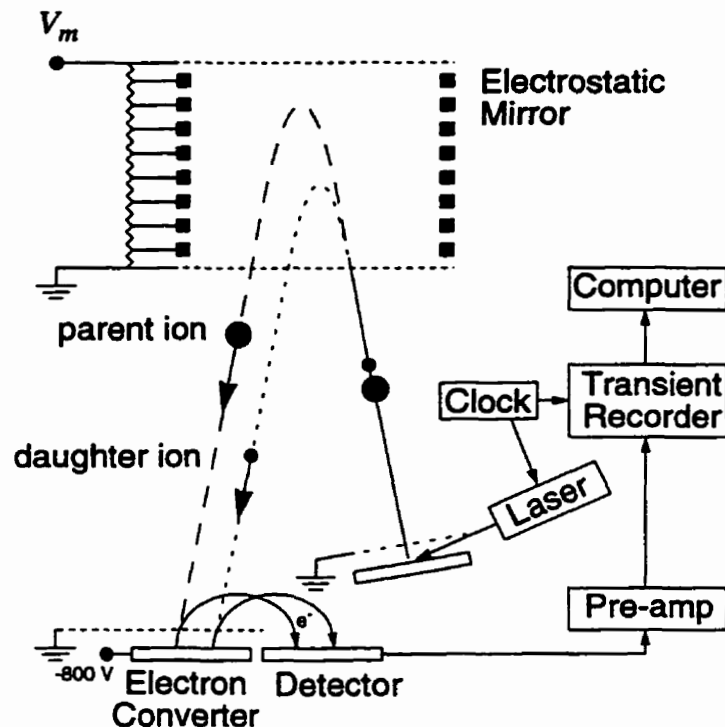 Vm
Electrostatic
Mirror
Computer
parent ion
Transient
Recorder
Clock
daughter ion
Laser
Pre-amp
e-
-800 V
Electron
Converter
Detector